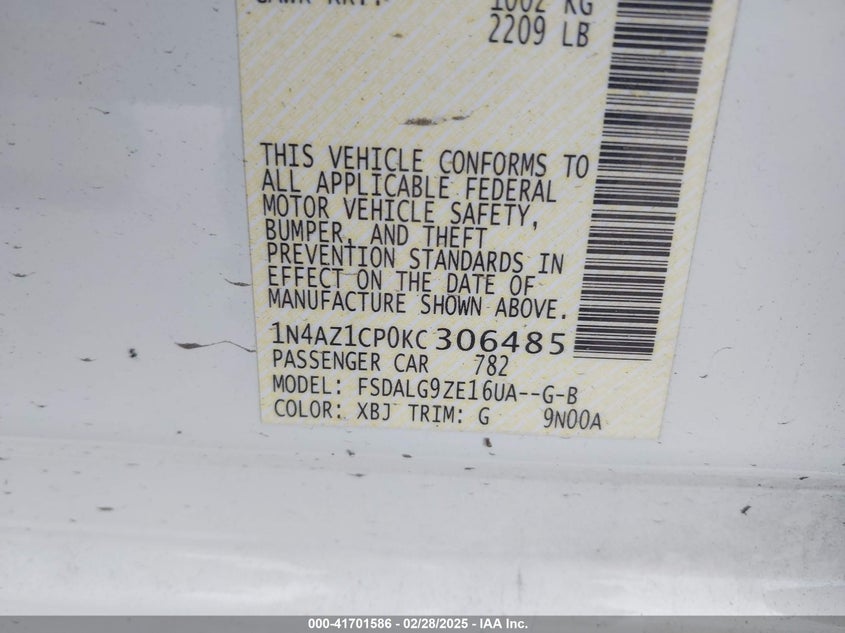 1002 KG
2209 LB
THIS VEHICLE CONFORMS TO
ALL APPLICABLE FEDERAL
MOTOR VEHICLE SAFETY,
BUMPER, AND THEFT
PREVENTION STANDARDS IN
EFFECT ON THE DATE OF
MANUFACTURE SHOWN ABOVE.
1N4AZ1CP0KC306485
PASSENGER CAR 782
MODEL: FSDALG9ZE16UA--G-B
COLOR: XBJ TRIM: G 9N00A
000-41701586 - 02/28/2025 - IAA Inc.